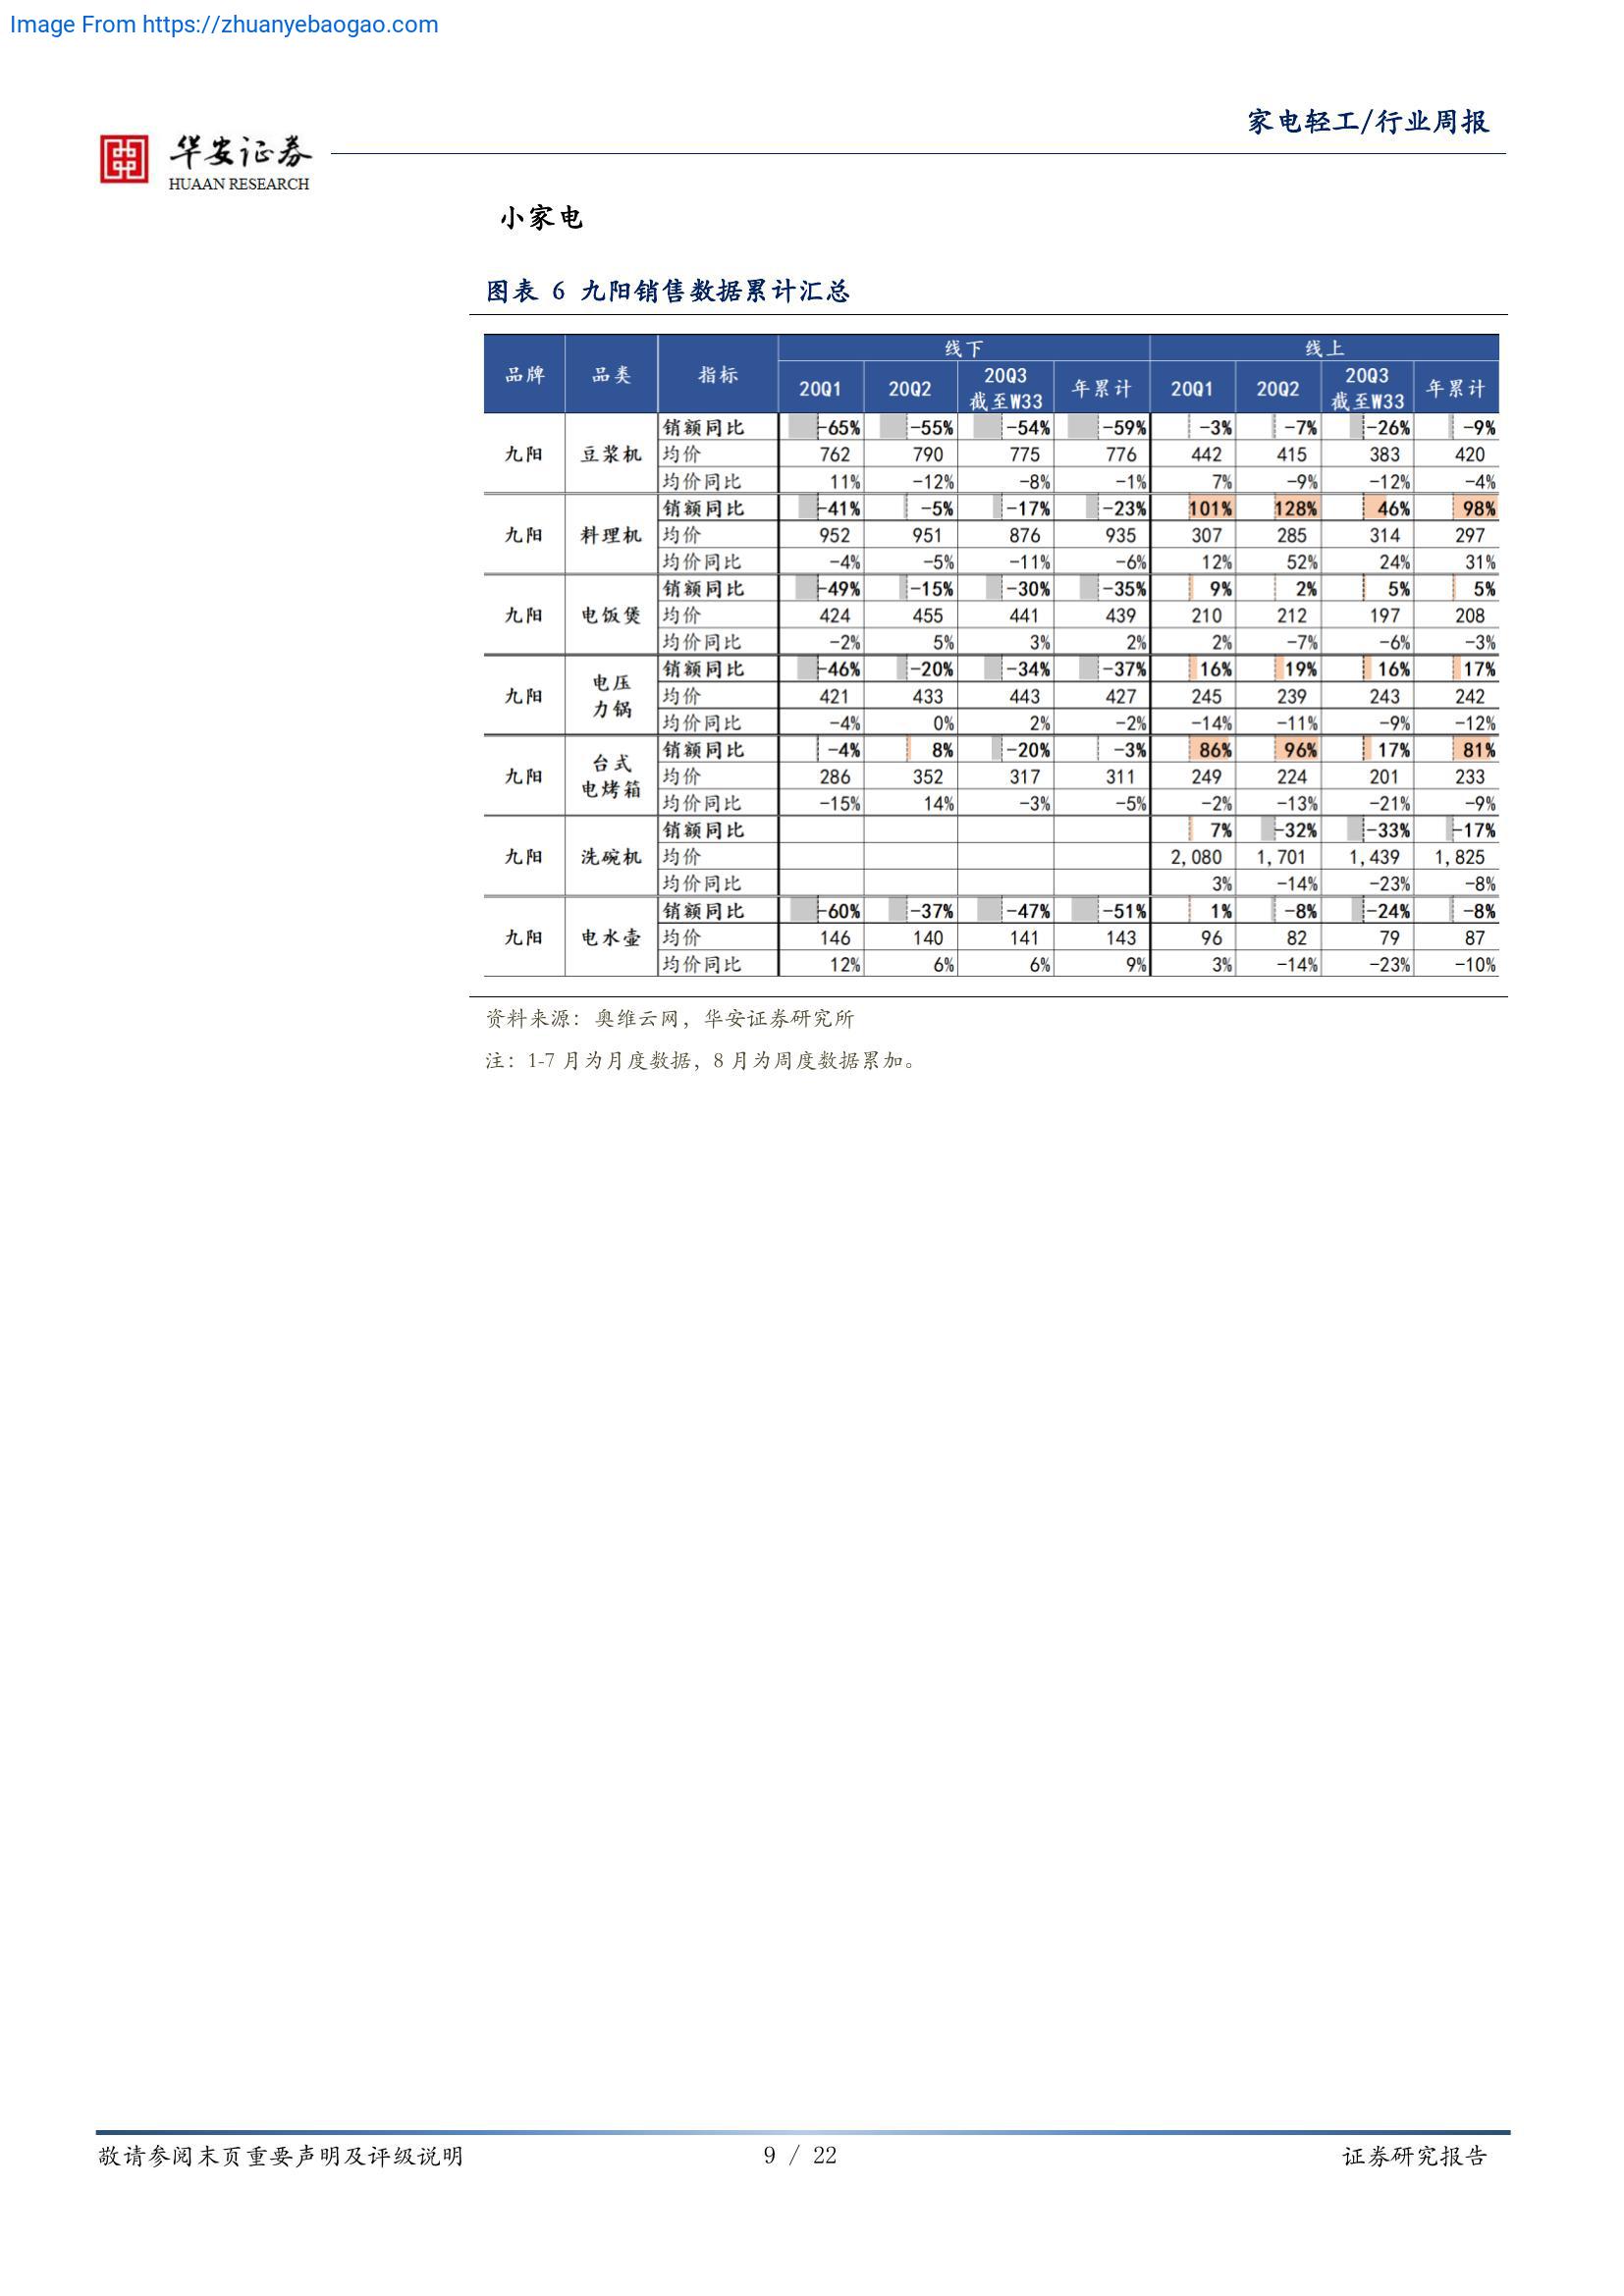 Image From https://zhuanyebaogao.com
家电轻工/行业周报
华安证券
HUAAN RESEARCH
小家电
图表 6 九阳销售数据累计汇总
品牌 品类 指标 线下 线上
20Q1 20Q2 20Q3 截至W33 年累计 20Q1 20Q2 20Q3 截至W33 年累计
九阳 豆浆机 销额同比 -65% -55% -54% -59% -3% -7% -26% -9%
均价 762 790 775 776 442 415 383 420
均价同比 11% -12% -8% -1% 7% -9% -12% -4%
九阳 料理机 销额同比 -41% -5% -17% -23% 101% 128% 46% 98%
均价 952 951 876 935 307 285 314 297
均价同比 -4% -5% -11% -6% 12% 52% 24% 31%
九阳 电饭煲 销额同比 -49% -15% -30% -35% 9% 2% 5% 5%
均价 424 455 441 439 210 212 197 208
均价同比 -2% 5% 3% 2% 2% -7% -6% -3%
九阳 电压力锅 销额同比 -46% -20% -34% -37% 16% 19% 16% 17%
均价 421 433 443 427 245 239 243 242
均价同比 -4% 0% 2% -2% -14% -11% -9% -12%
九阳 台式电烤箱 销额同比 -4% 8% -20% -3% 86% 96% 17% 81%
均价 286 352 317 311 249 224 201 233
均价同比 -15% 14% -3% -5% -2% -13% -21% -9%
九阳 洗碗机 销额同比 7% -32% -33% -17%
均价 2,080 1,701 1,439 1,825
均价同比 3% -14% -23% -8%
九阳 电水壶 销额同比 -60% -37% -47% -51% 1% -8% -24% -8%
均价 146 140 141 143 96 82 79 87
均价同比 12% 6% 6% 9% 3% -14% -23% -10%
资料来源：奥维云网，华安证券研究所
注：1-7 月为月度数据，8 月为周度数据累加。
敬请参阅末页重要声明及评级说明 9 / 22 证券研究报告